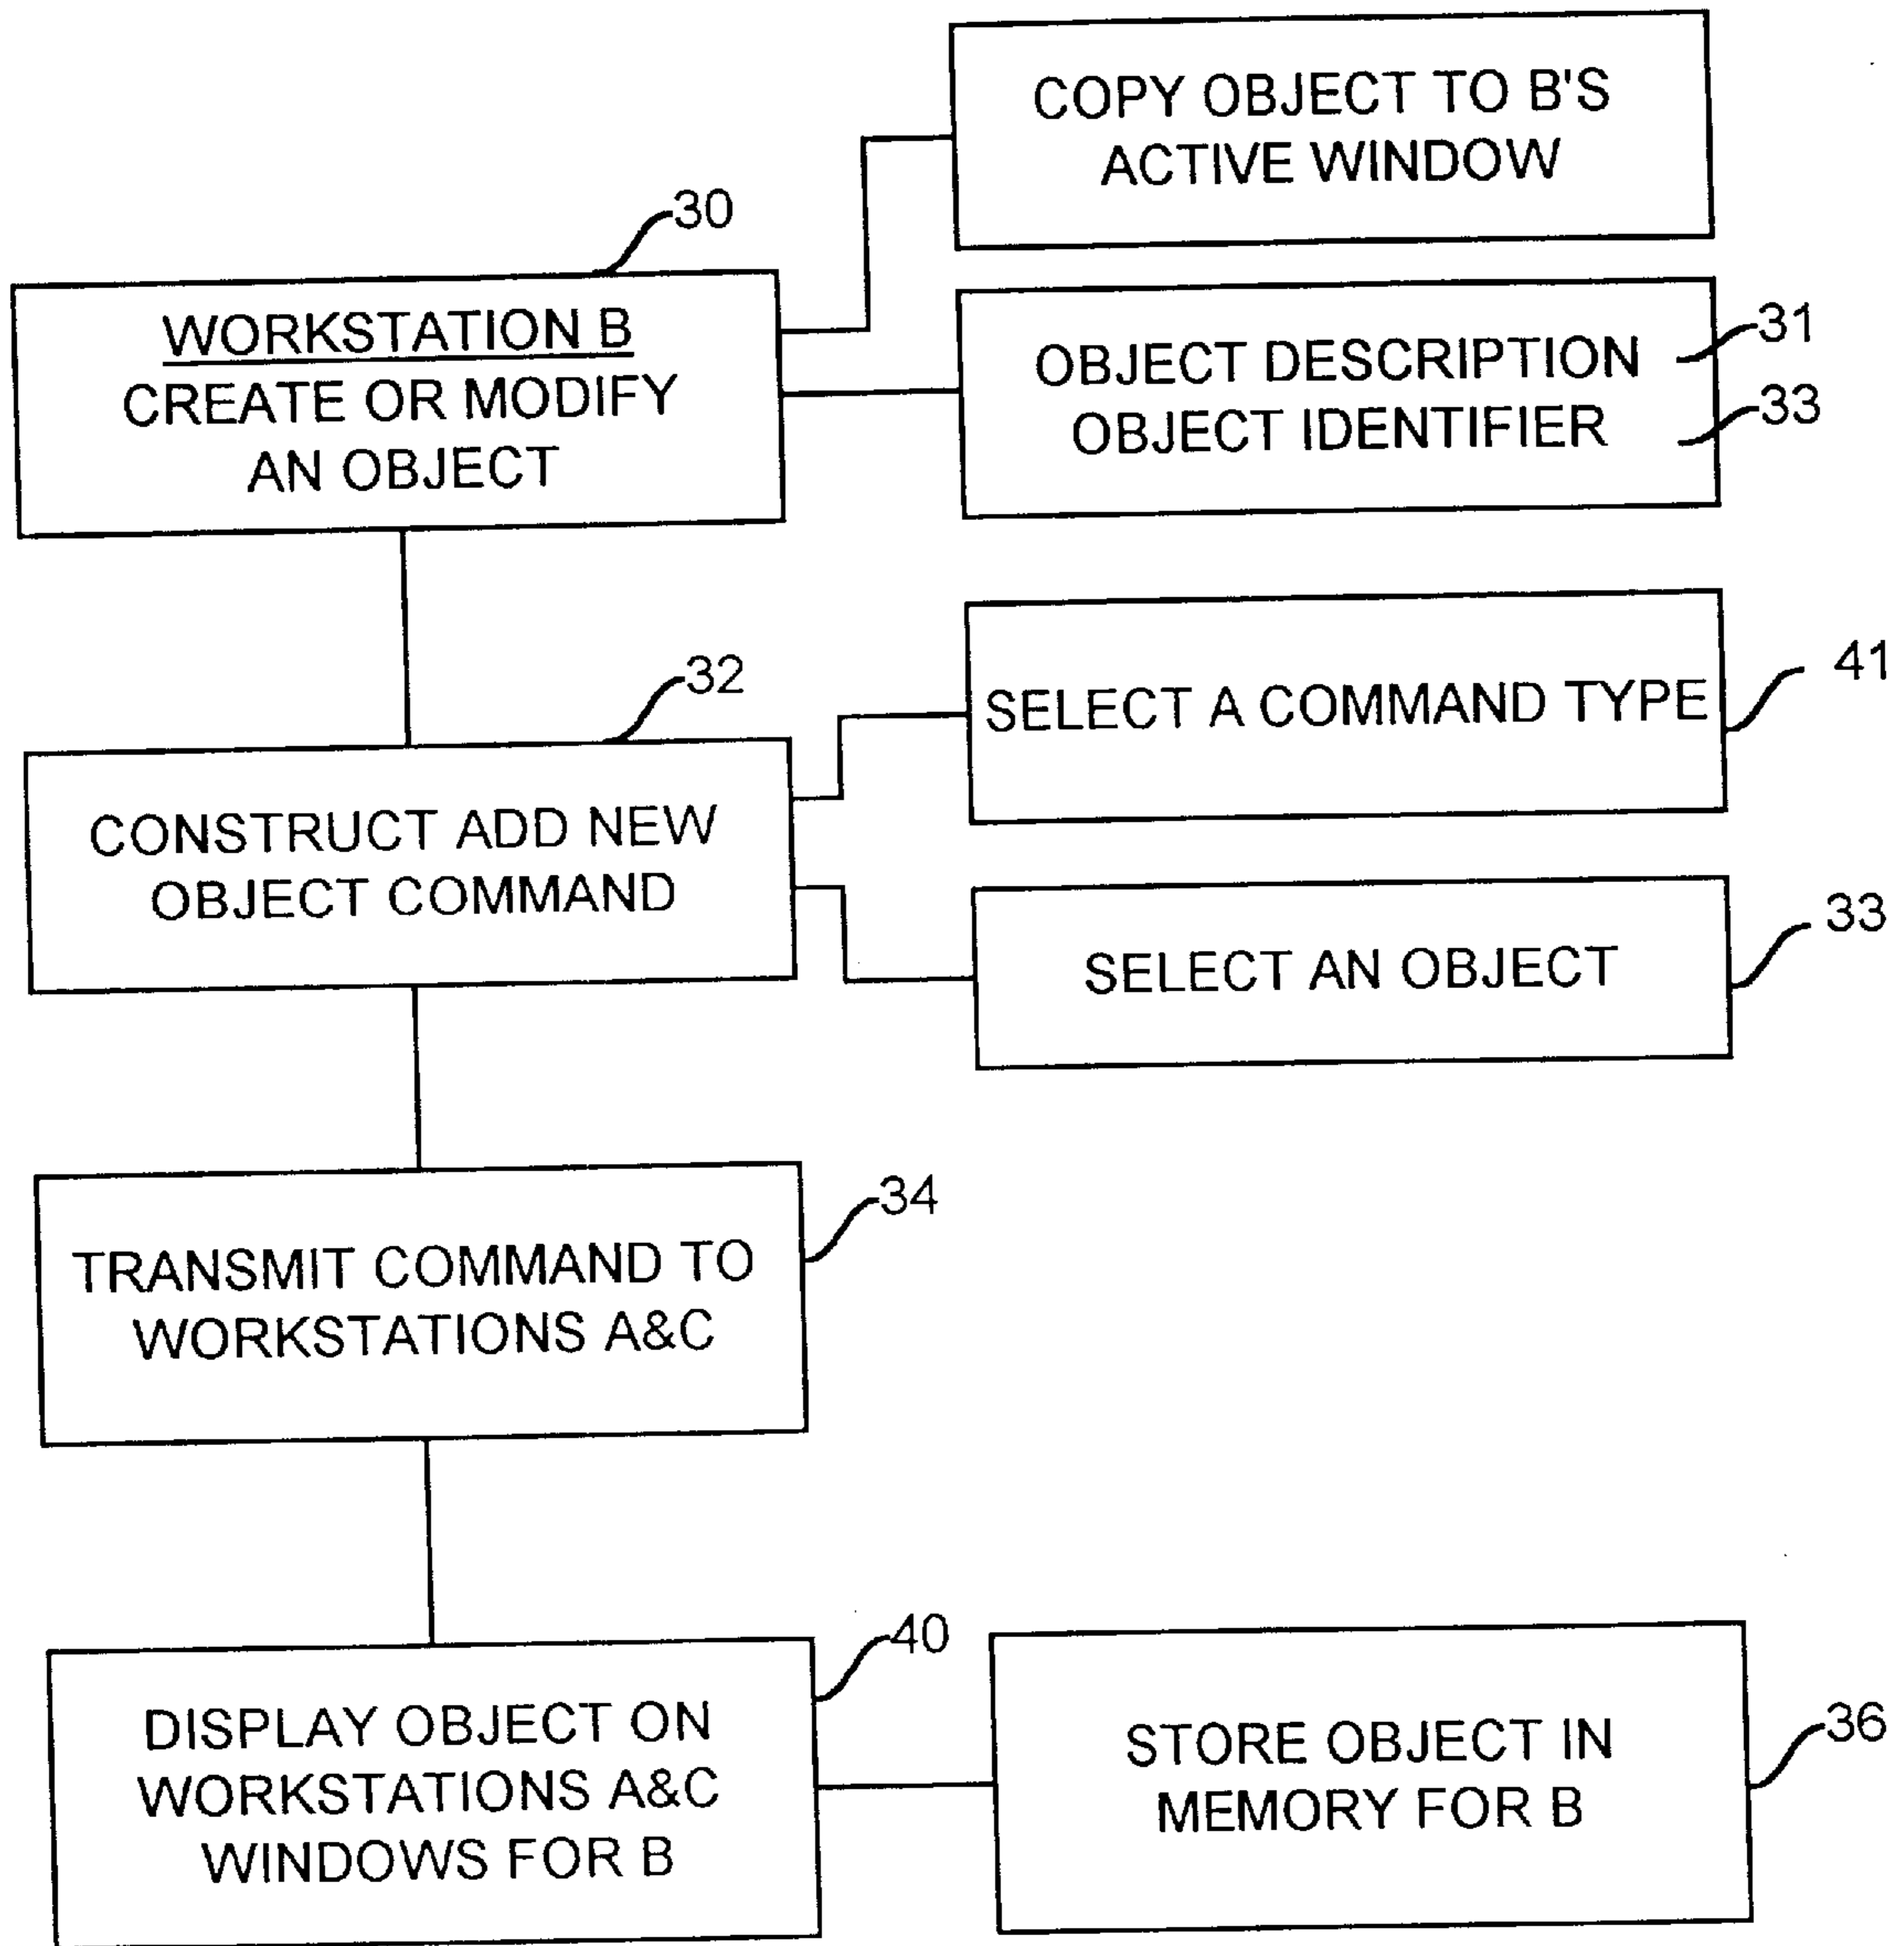 COPY OBJECT TO B'S
ACTIVE WINDOW
30
WORKSTATION B
CREATE OR MODIFY
AN OBJECT
OBJECT DESCRIPTION
31
OBJECT IDENTIFIER
33
32
SELECT A COMMAND TYPE
41
CONSTRUCT ADD NEW
OBJECT COMMAND
SELECT AN OBJECT
33
34
TRANSMIT COMMAND TO
WORKSTATIONS A&C
40
DISPLAY OBJECT ON
WORKSTATIONS A&C
WINDOWS FOR B
STORE OBJECT IN
MEMORY FOR B
36